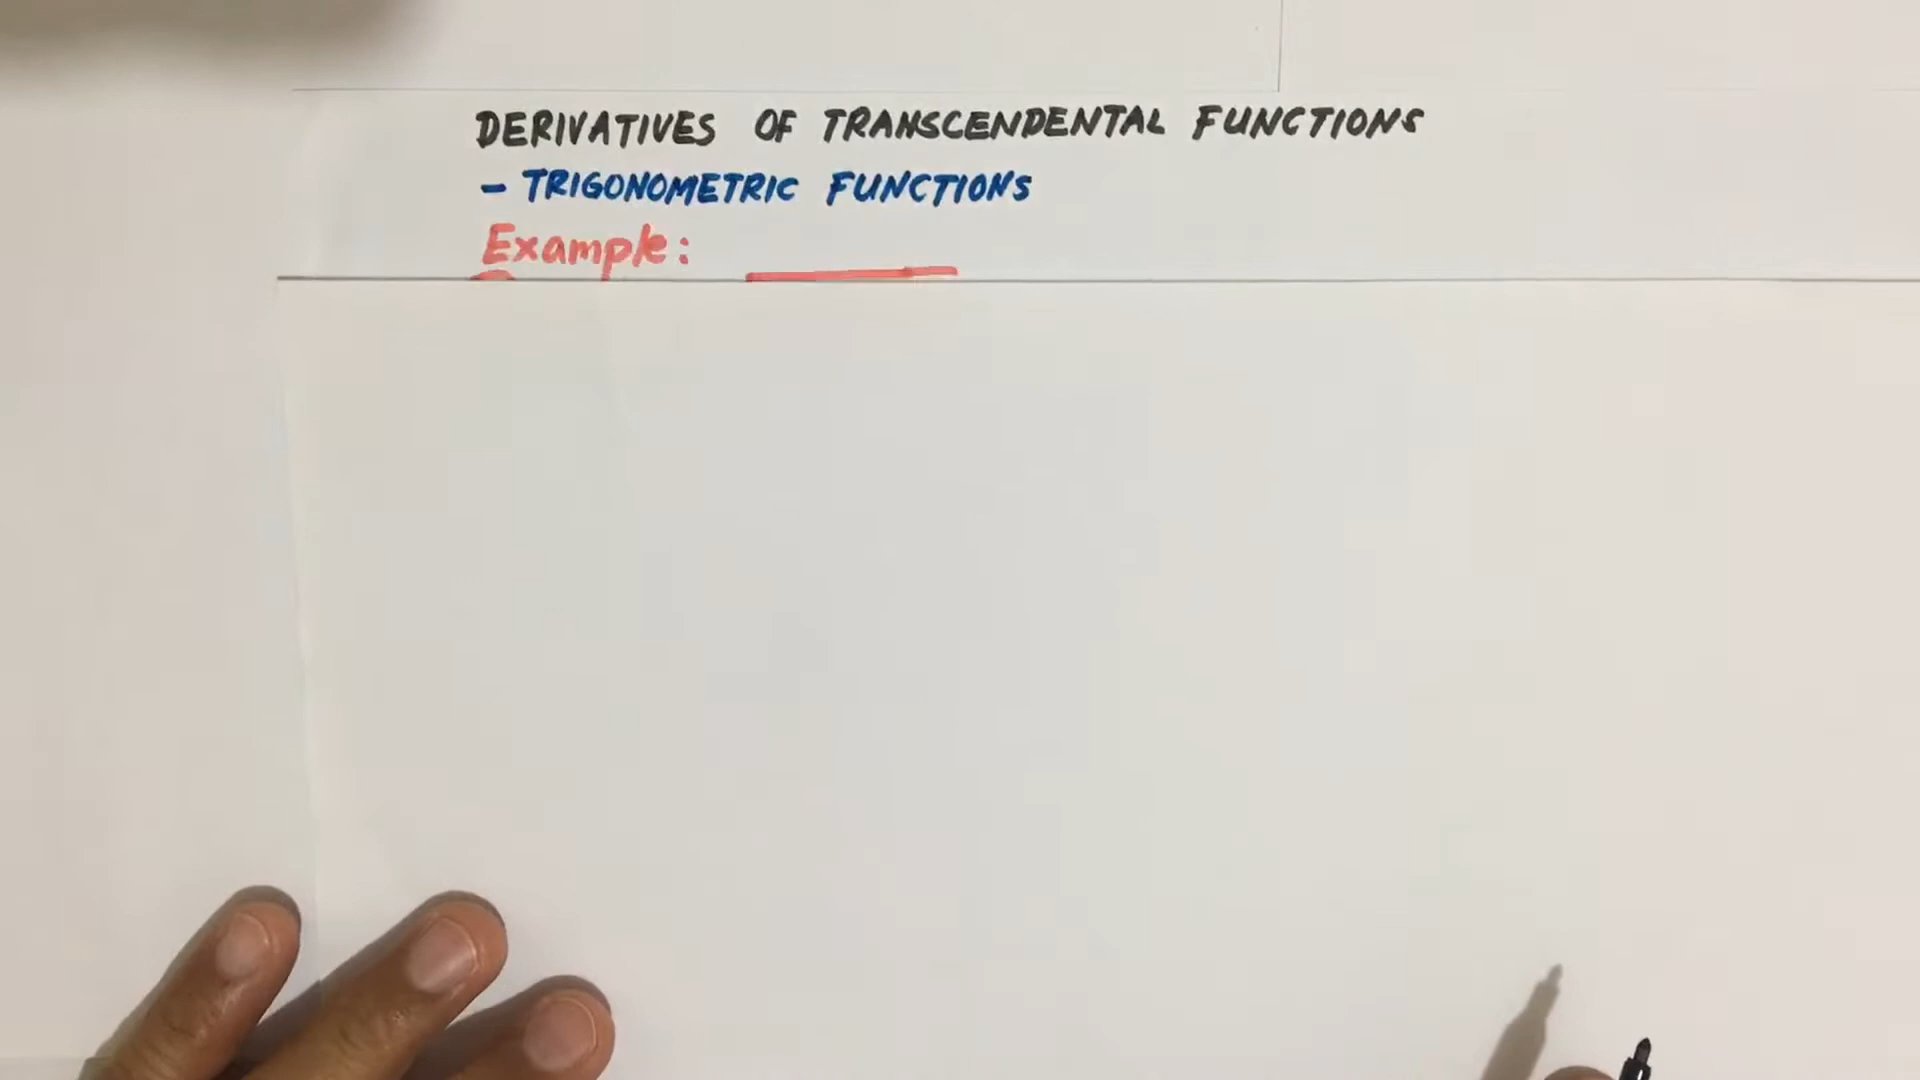 DERIVATIVES OF TRANSCENDENTAL FUNCTIONS
- TRIGONOMETRIC FUNCTIONS
Example: